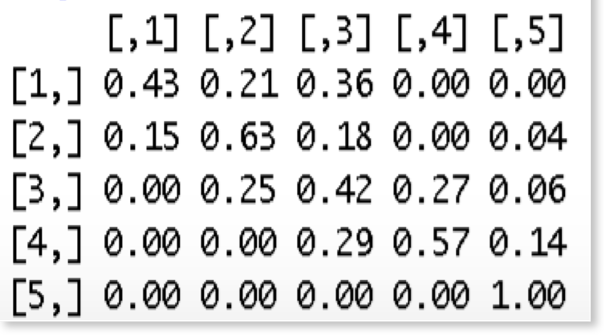 [,1] [,2] [,3] [,4] [,5]
[1,] 0.43 0.21 0.36 0.00 0.00
[2,] 0.15 0.63 0.18 0.00 0.04
[3,] 0.00 0.25 0.42 0.27 0.06
[4,] 0.00 0.00 0.29 0.57 0.14
[5,] 0.00 0.00 0.00 0.00 1.00